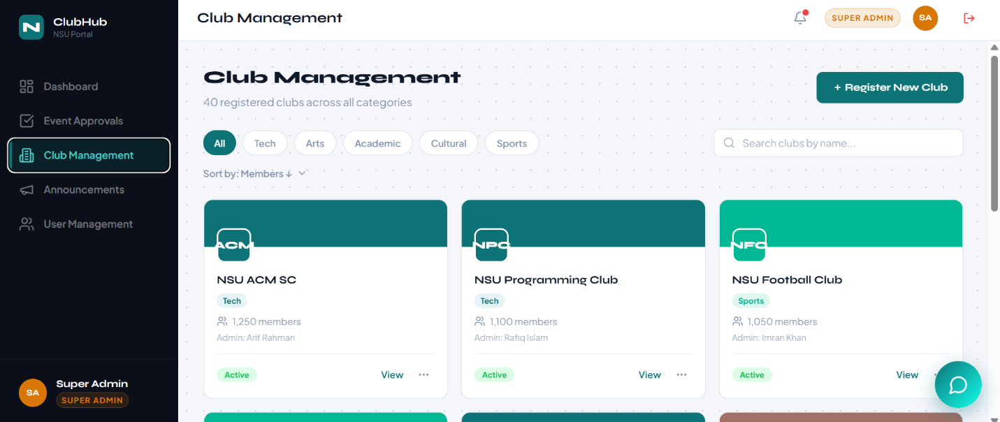 ClubHub
NSU Portal
Dashboard
Event Approvals
Club Management
Announcements
User Management
SA
Super Admin
SUPER ADMIN
Club Management
SUPER ADMIN
SA
Club Management
40 registered clubs across all categories
+ Register New Club
All
Tech
Arts
Academic
Cultural
Sports
Search clubs by name...
Sort by: Members ↓
ACM
NSU ACM SC
Tech
1,250 members
Admin: Arif Rahman
Active
View
NPC
NSU Programming Club
Tech
1,100 members
Admin: Rafiq Islam
Active
View
NFC
NSU Football Club
Sports
1,050 members
Admin: Imran Khan
Active
View